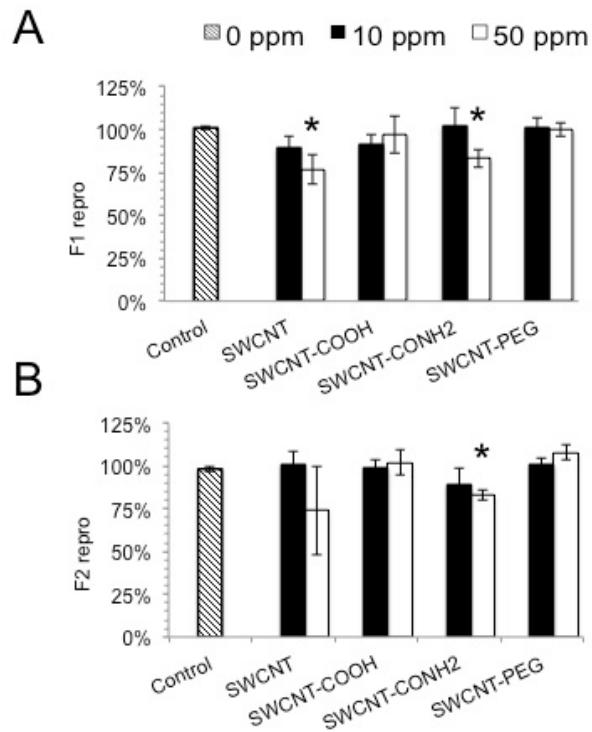 A
0 ppm 10 ppm 50 ppm
125%
100%
75%
50%
25%
0%
F1 repro
* *
Control SWCNT SWCNT-COOH SWCNT-CONH2 SWCNT-PEG
B
125%
100%
75%
50%
25%
0%
F2 repro
*
Control SWCNT SWCNT-COOH SWCNT-CONH2 SWCNT-PEG